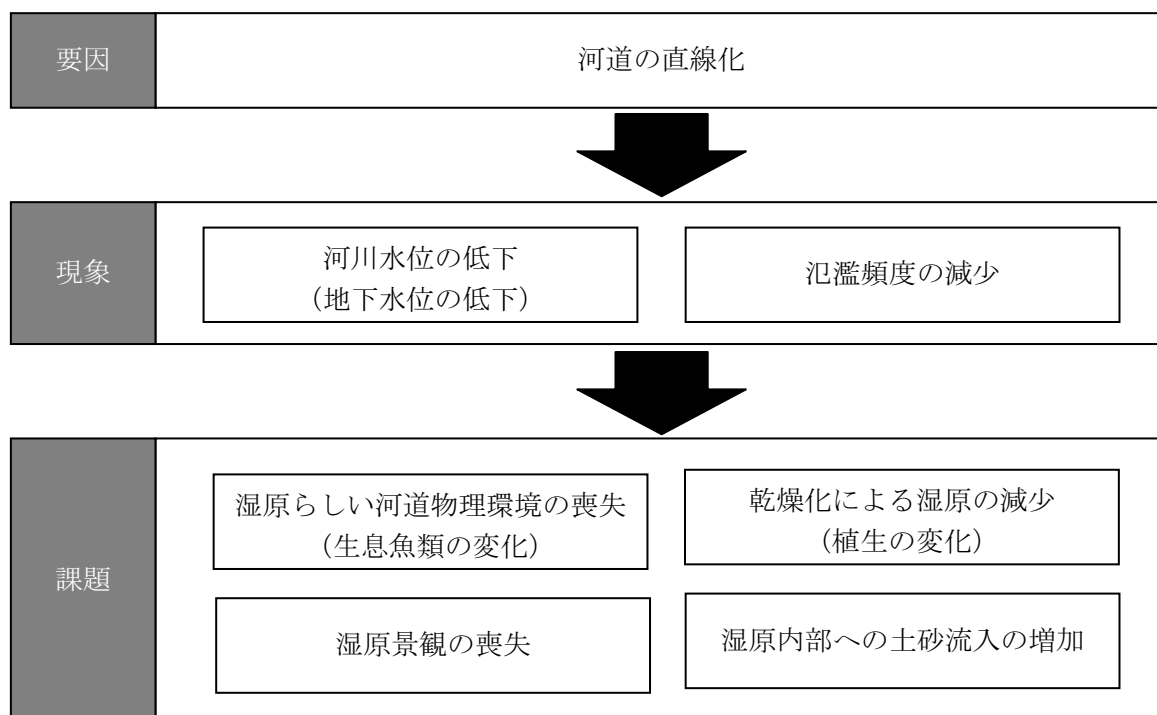 要因
河道の直線化
現象
河川水位の低下
（地下水位の低下）
氾濫頻度の減少
課題
湿原らしい河道物理環境の喪失
（生息魚類の変化）
乾燥化による湿原の減少
（植生の変化）
湿原景観の喪失
湿原内部への土砂流入の増加